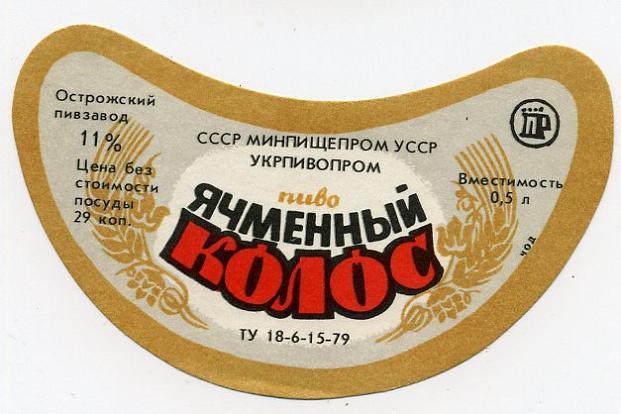 Острожский
пивзавод
11%
Цена без
стоимости
посуды
29 коп.
СССР МИНПИЩЕПРОМ УССР
УКРПИВОПРОМ
пиво
ЯЧМЕННЫЙ
КОЛОС
ТУ 18-6-15-79
ПР
Вместимость
0,5 л